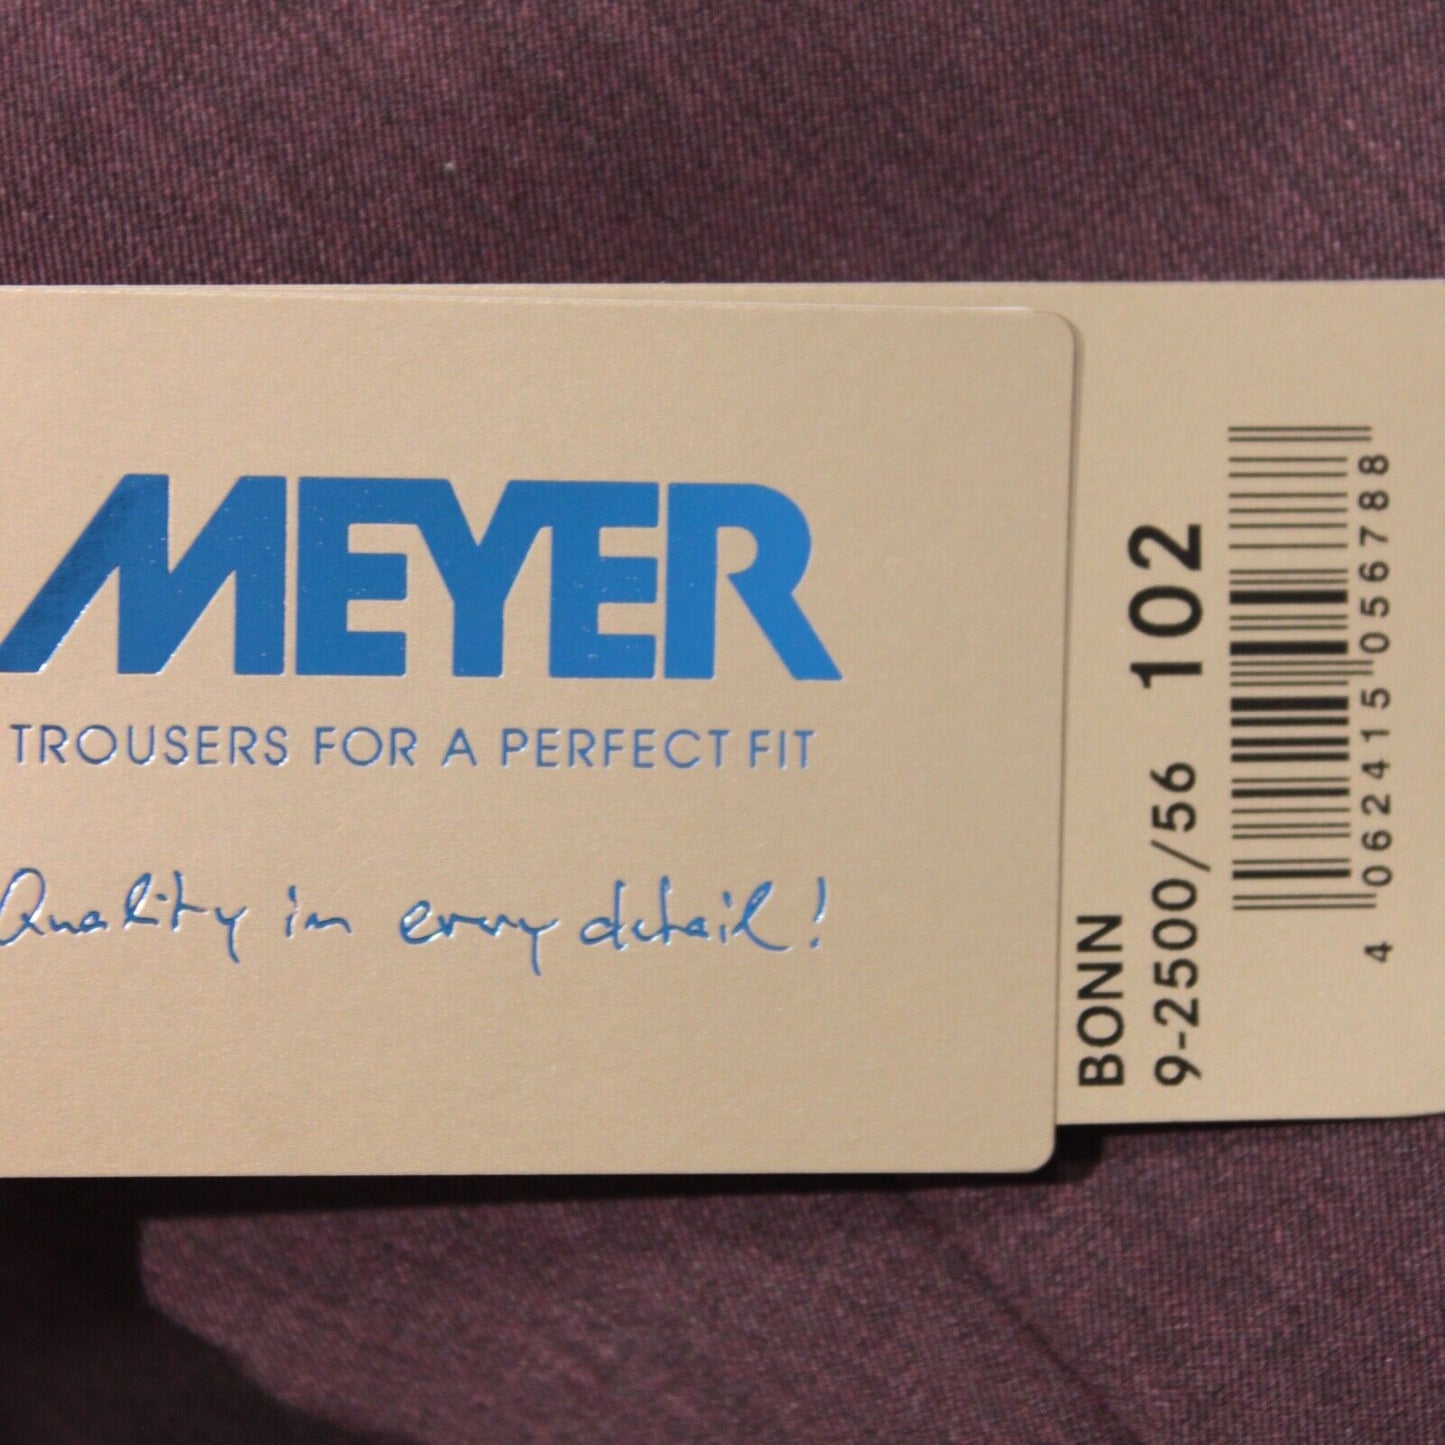 MEYER
TROUSERS FOR A PERFECT FIT
Quality in every detail!
BONN
9-2500/56 102
4 062415 056788